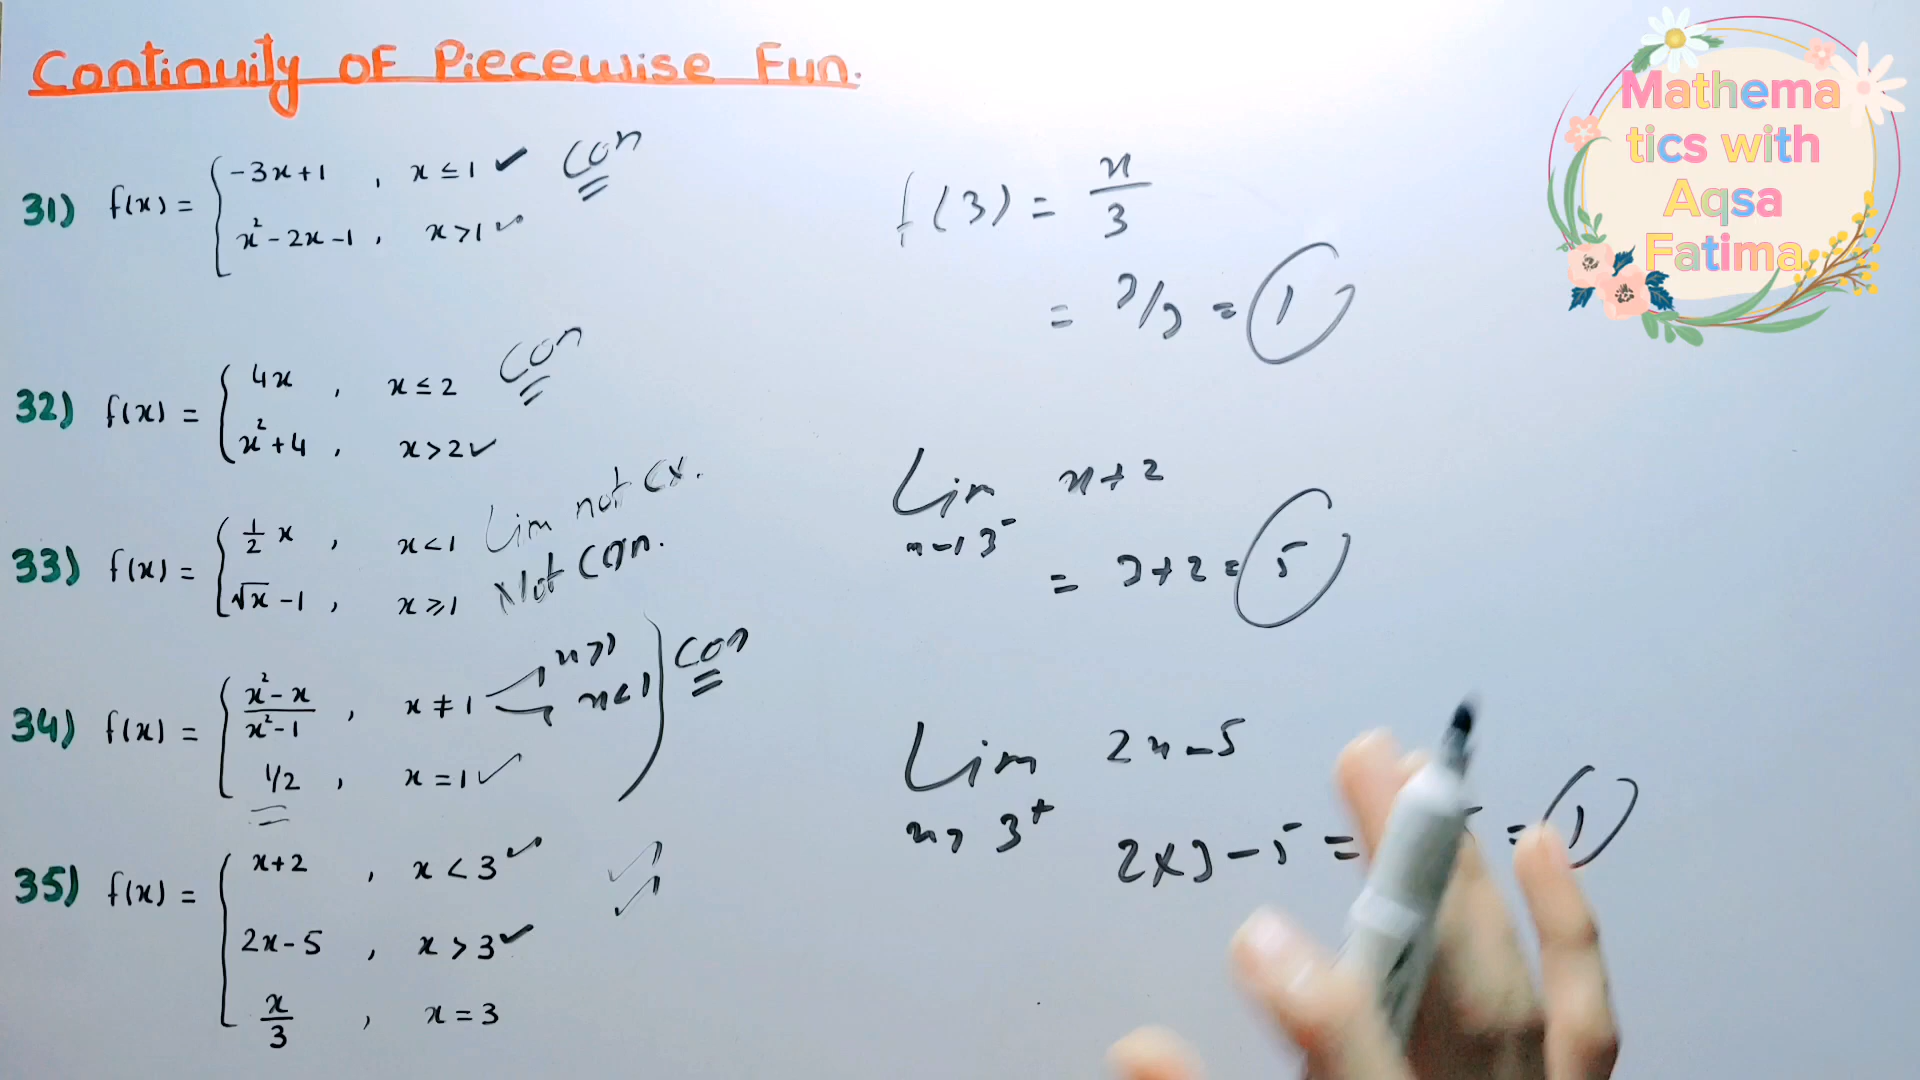 Continuity of Piecewise Fun.
31) f(x) = { -3x+1 , x ≤ 1 ✓ Con
x² - 2x - 1 , x > 1 ✓
32) f(x) = { 4x , x ≤ 2 Con
x² + 4 , x > 2 ✓
33) f(x) = { 1/2 x , x < 1 Lim not Ex.
√x - 1 , x ≥ 1 Not Con.
34) f(x) = { x² - x / x² - 1 , x ≠ 1 x > 1 x < 1 Con
1/2 , x = 1 ✓
35) f(x) = { x+2 , x < 3 ✓
2x - 5 , x > 3 ✓
x/3 , x = 3
f(3) = x/3
= 3/3 = 1
Lim x→3⁻ x+2
= 3+2 = 5
Lim x→3⁺ 2x-5
2×3-5 = 5 = 1
Mathema
tics with
Aqsa
Fatima